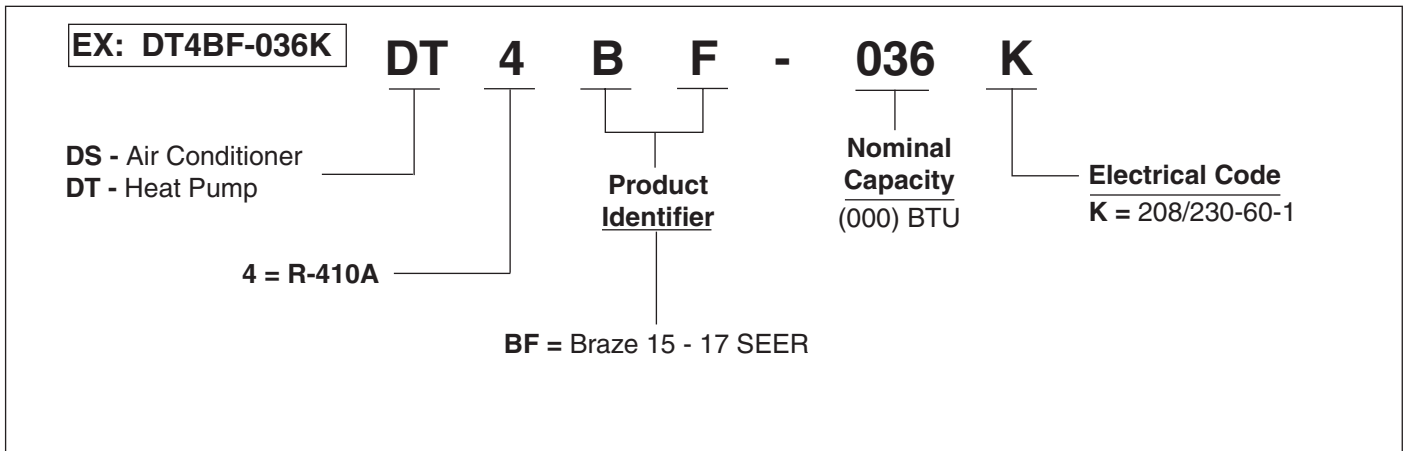 EX: DT4BF-036K
DT 4 B F - 036 K
DS - Air Conditioner
DT - Heat Pump
4 = R-410A
Product
Identifier
BF = Braze 15 - 17 SEER
Nominal
Capacity
(000) BTU
Electrical Code
K = 208/230-60-1